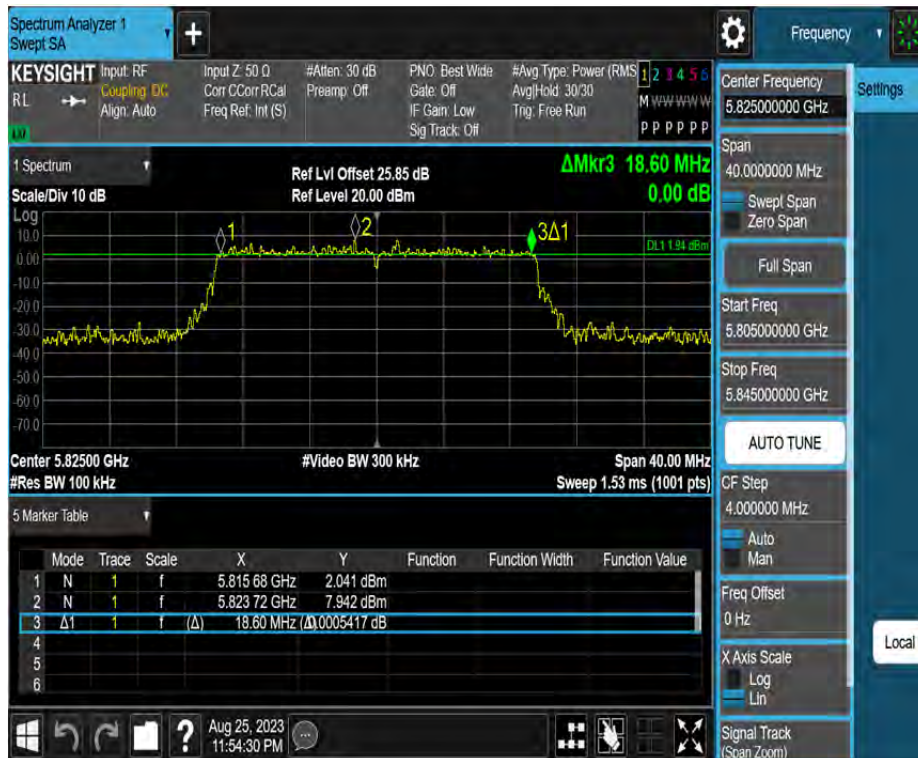 Spectrum Analyzer 1
Swept SA
+
Frequency
KEYSIGHT
RL
Input: RF
Coupling: DC
Align: Auto
Input Z: 50 Ω
Corr CCorr RCal
Freq Ref: Int (S)
#Atten: 30 dB
Preamp: Off
PNO: Best Wide
Gate: Off
IF Gain: Low
Sig Track: Off
#Avg Type: Power (RMS
Avg|Hold: 30/30
Trig: Free Run
1 2 3 4 5 6
M W W W W W
P P P P P P
1 Spectrum
Scale/Div 10 dB
Ref Lvl Offset 25.85 dB
Ref Level 20.00 dBm
ΔMkr3 18.60 MHz
0.00 dB
Log
10.0
0.00
-10.0
-20.0
-30.0
-40.0
-50.0
-60.0
-70.0
1
2
3Δ1
DL1 1.94 dBm
Center 5.82500 GHz
#Res BW 100 kHz
#Video BW 300 kHz
Span 40.00 MHz
Sweep 1.53 ms (1001 pts)
5 Marker Table
Mode Trace Scale X Y Function Function Width Function Value
1 N 1 f 5.815 68 GHz 2.041 dBm
2 N 1 f 5.823 72 GHz 7.942 dBm
3 Δ1 1 f (Δ) 18.60 MHz (Δ) 0.0005417 dB
4
5
6
Aug 25, 2023
11:54:30 PM
Center Frequency
5.825000000 GHz
Span
40.0000000 MHz
Swept Span
Zero Span
Full Span
Start Freq
5.805000000 GHz
Stop Freq
5.845000000 GHz
AUTO TUNE
CF Step
4.000000 MHz
Auto
Man
Freq Offset
0 Hz
X Axis Scale
Log
Lin
Signal Track
(Span Zoom)
Settings
Local